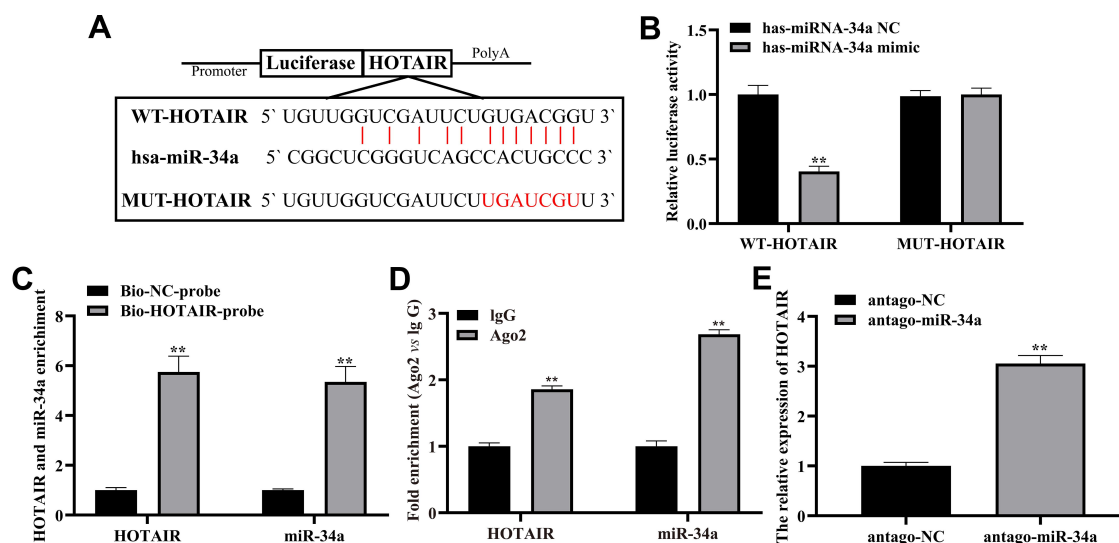 A
Promoter
Luciferase
HOTAIR
PolyA
WT-HOTAIR 5` UGUUGGUCGAUUCUGUGACGGU 3`
hsa-miR-34a 5` CGGCUCGGGUCAGCCACUGCCC 3`
MUT-HOTAIR 5` UGUUGGUCGAUUCUUGAUCGUU 3`
B
has-miRNA-34a NC
has-miRNA-34a mimic
Relative luciferase activity
1.5
1.0
0.5
0.0
**
WT-HOTAIR
MUT-HOTAIR
C
Bio-NC-probe
Bio-HOTAIR-probe
HOTAIR and miR-34a enrichiment
8
6
4
2
0
**
**
HOTAIR
miR-34a
D
IgG
Ago2
Fold enrichment (Ago2 vs Ig G)
3
2
1
0
**
**
HOTAIR
miR-34a
E
antago-NC
antago-miR-34a
The relative expression of HOTAIR
4
3
2
1
0
**
antago-NC
antago-miR-34a